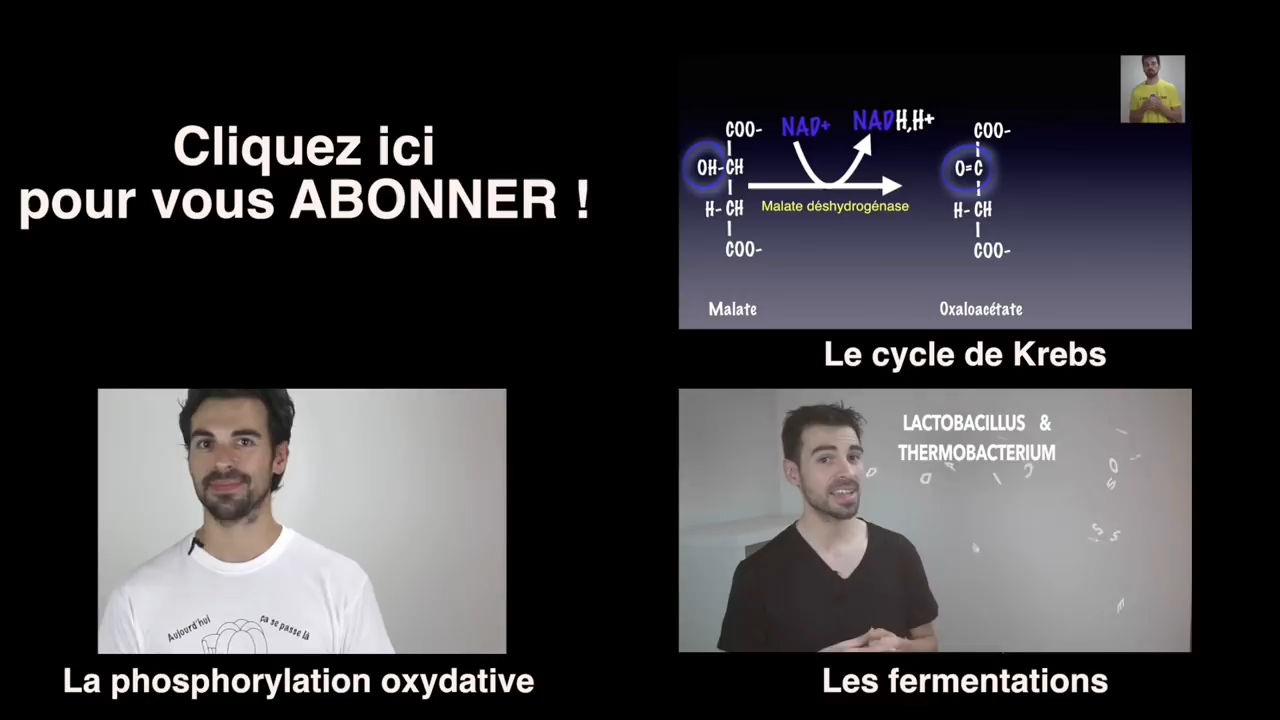 Cliquez ici
pour vous ABONNER !
COO-
NAD+
NADH,H+
COO-
OH-CH
O=C
Malate déshydrogénase
H- CH
H- CH
COO-
COO-
Malate
Oxaloacétate
Le cycle de Krebs
LACTOBACILLUS &
THERMOBACTERIUM
Aujourd'hui
ça se passe là
La phosphorylation oxydative
Les fermentations